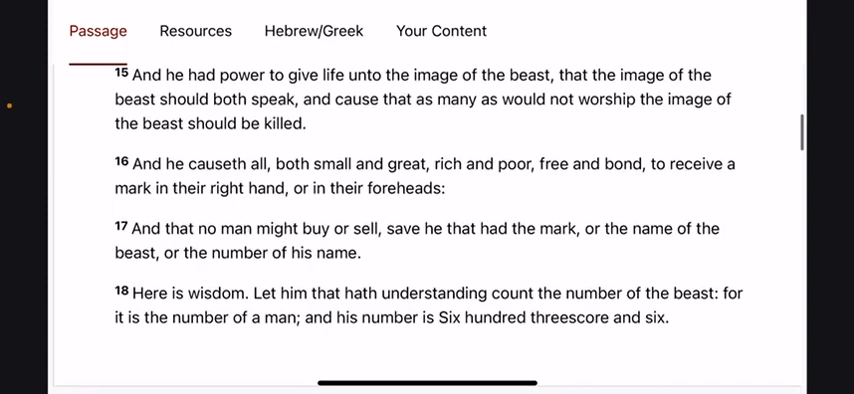 Passage Resources Hebrew/Greek Your Content
15 And he had power to give life unto the image of the beast, that the image of the
beast should both speak, and cause that as many as would not worship the image of
the beast should be killed.
16 And he causeth all, both small and great, rich and poor, free and bond, to receive a
mark in their right hand, or in their foreheads:
17 And that no man might buy or sell, save he that had the mark, or the name of the
beast, or the number of his name.
18 Here is wisdom. Let him that hath understanding count the number of the beast: for
it is the number of a man; and his number is Six hundred threescore and six.